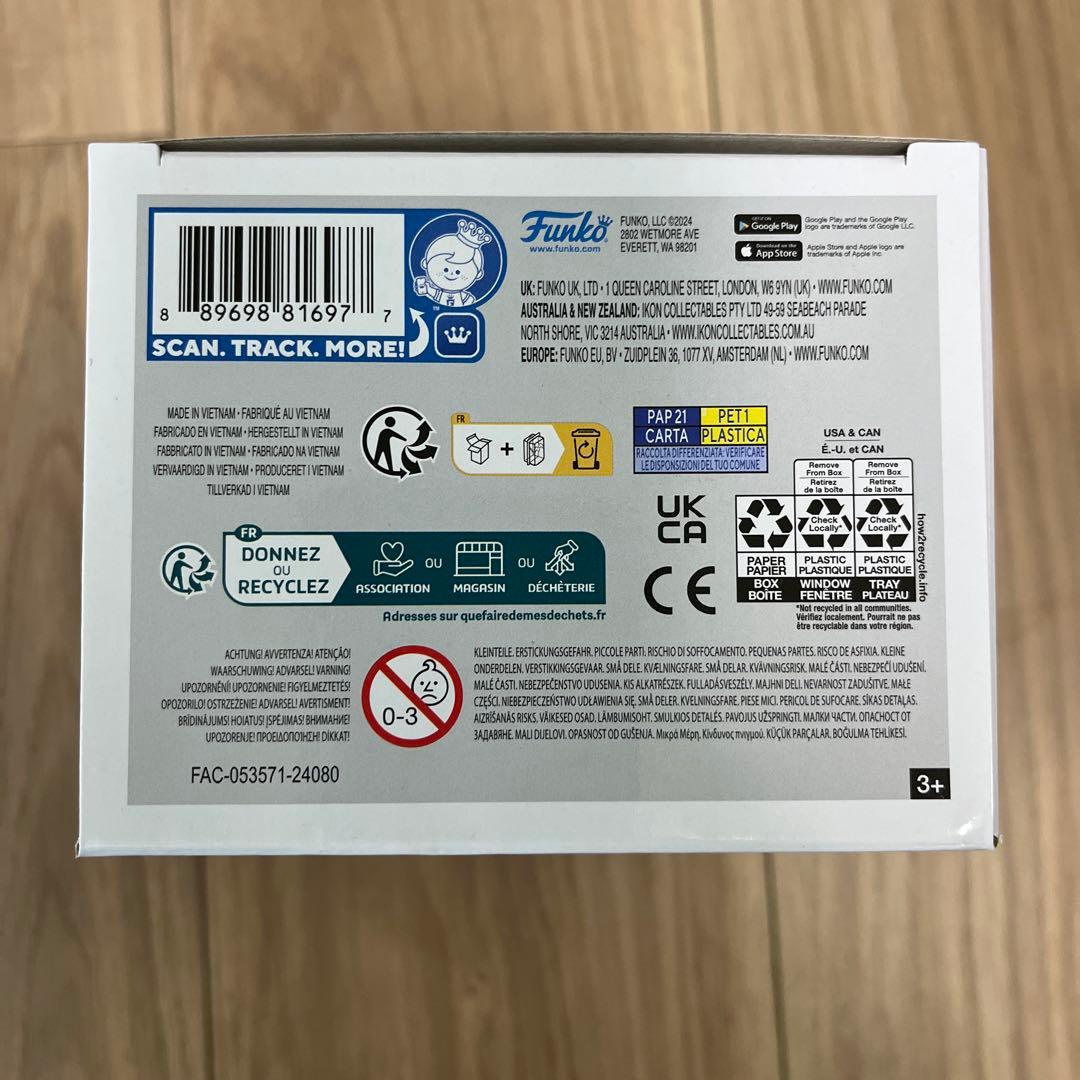 8 89698 81697 7
SCAN. TRACK. MORE!
TM
Funko
www.funko.com
FUNKO, LLC ©2024
2802 WETMORE AVE
EVERETT, WA 98201
GET IT ON
Google Play
Google Play and the Google Play
logo are trademarks of Google LLC.
Download on the
App Store
Apple Store and Apple logo are
trademarks of Apple Inc.
UK: FUNKO UK, LTD • 1 QUEEN CAROLINE STREET, LONDON, W6 9YN (UK) • WWW.FUNKO.COM
AUSTRALIA & NEW ZEALAND: IKON COLLECTABLES PTY LTD 49-59 SEABEACH PARADE
NORTH SHORE, VIC 3214 AUSTRALIA • WWW.IKONCOLLECTABLES.COM.AU
EUROPE: FUNKO EU, BV • ZUIDPLEIN 36, 1077 XV, AMSTERDAM (NL) • WWW.FUNKO.COM
MADE IN VIETNAM • FABRIQUÉ AU VIETNAM
FABRICADO EN VIETNAM • HERGESTELLT IN VIETNAM
FABBRICATO IN VIETNAM • FABRICADO NA VIETNAM
VERVAARDIGD IN VIETNAM • PRODUCERET I VIETNAM
TILLVERKAD I VIETNAM
FR
+
PAP 21
PET1
CARTA
PLASTICA
RACCOLTA DIFFERENZIATA: VERIFICARE
LE DISPOSIZIONI DEL TUO COMUNE
UK
CA
CE
USA & CAN
É.-U. et CAN
Remove
From Box
Retirez
de la boîte
Remove
From Box
Retirez
de la boîte
Check
Locally*
Check
Locally*
PAPER
PAPIER
BOX
BOÎTE
PLASTIC
PLASTIQUE
WINDOW
FENÊTRE
PLASTIC
PLASTIQUE
TRAY
PLATEAU
how2recycle.info
*Not recycled in all communities.
Vérifiez localement. Pourrait ne pas
être recyclable dans votre région.
FR
DONNEZ
OU
RECYCLEZ
ASSOCIATION
OU
MAGASIN
OU
DÉCHÈTERIE
Adresses sur quefairedemesdechets.fr
ACHTUNG! AVVERTENZA! ATENÇÃO!
WAARSCHUWING! ADVARSEL! VARNING!
UPOZORNĚNÍ! UPOZORNENIE! FIGYELMEZTETÉS!
OPOZORILO! OSTRZEŻENIE! ADVARSEL! AVERTISMENT!
BRĪDINĀJUMS! HOIATUS! ĮSPĖJIMAS! ВНИМАНИЕ!
UPOZORENJE! ΠΡΟΕΙΔΟΠΟΙΗΣΗ! DİKKAT!
0-3
KLEINTEILE. ERSTICKUNGSGEFAHR. PICCOLE PARTI. RISCHIO DI SOFFOCAMENTO. PEQUENAS PARTES. RISCO DE ASFIXIA. KLEINE
ONDERDELEN. VERSTIKKINGSGEVAAR. SMÅ DELE. KVÆLNINGSFARE. SMÅ DELAR. KVÄVNINGSRISK. MALÉ ČÁSTI. NEBEZPEČÍ UDUŠENÍ.
MALÉ ČASTI. NEBEZPEČENSTVO UDUSENIA. KIS ALKATRÉSZEK. FULLADÁSVESZÉLY. MAJHNI DELI. NEVARNOST ZADUŠITVE. MAŁE
CZĘŚCI. NIEBEZPIECZEŃSTWO UDŁAWIENIA SIĘ. SMÅ DELER. KVELNINGSFARE. PIESE MICI. PERICOL DE SUFOCARE. SĪKAS DETAĻAS.
AIZRĪŠANĀS RISKS. VÄIKESED OSAD. LÄMBUMISOHT. SMULKIOS DETALĖS. PAVOJUS UŽSPRINGTI. МАЛКИ ЧАСТИ. ОПАСНОСТ ОТ
ЗАДАВЯНЕ. MALI DIJELOVI. OPASNOST OD GUŠENJA. Μικρά Μέρη. Κίνδυνος πνιγμού. KÜÇÜK PARÇALAR. BOĞULMA TEHLİKESİ.
FAC-053571-24080
3+